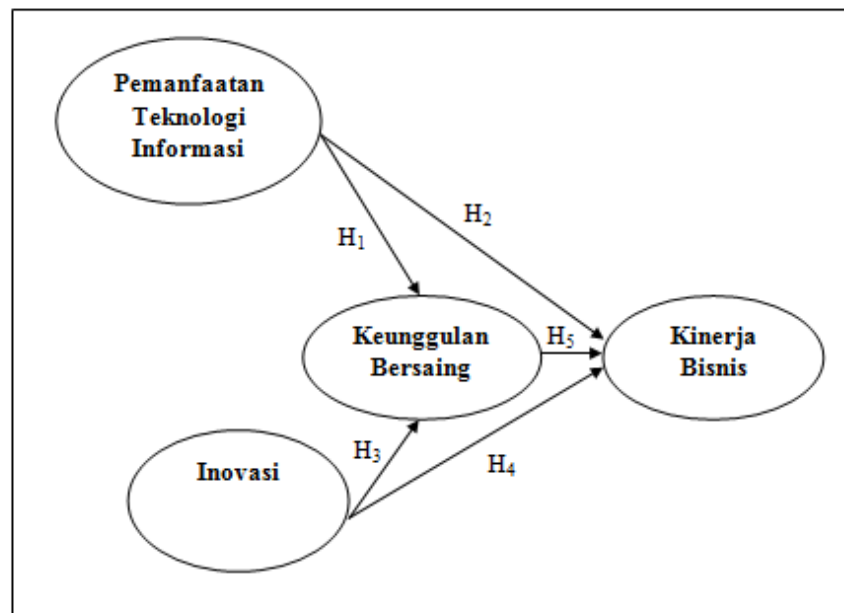 Pemanfaatan
Teknologi
Informasi
H₂
H₁
Keunggulan
Bersaing
H₅
Kinerja
Bisnis
H₃
H₄
Inovasi